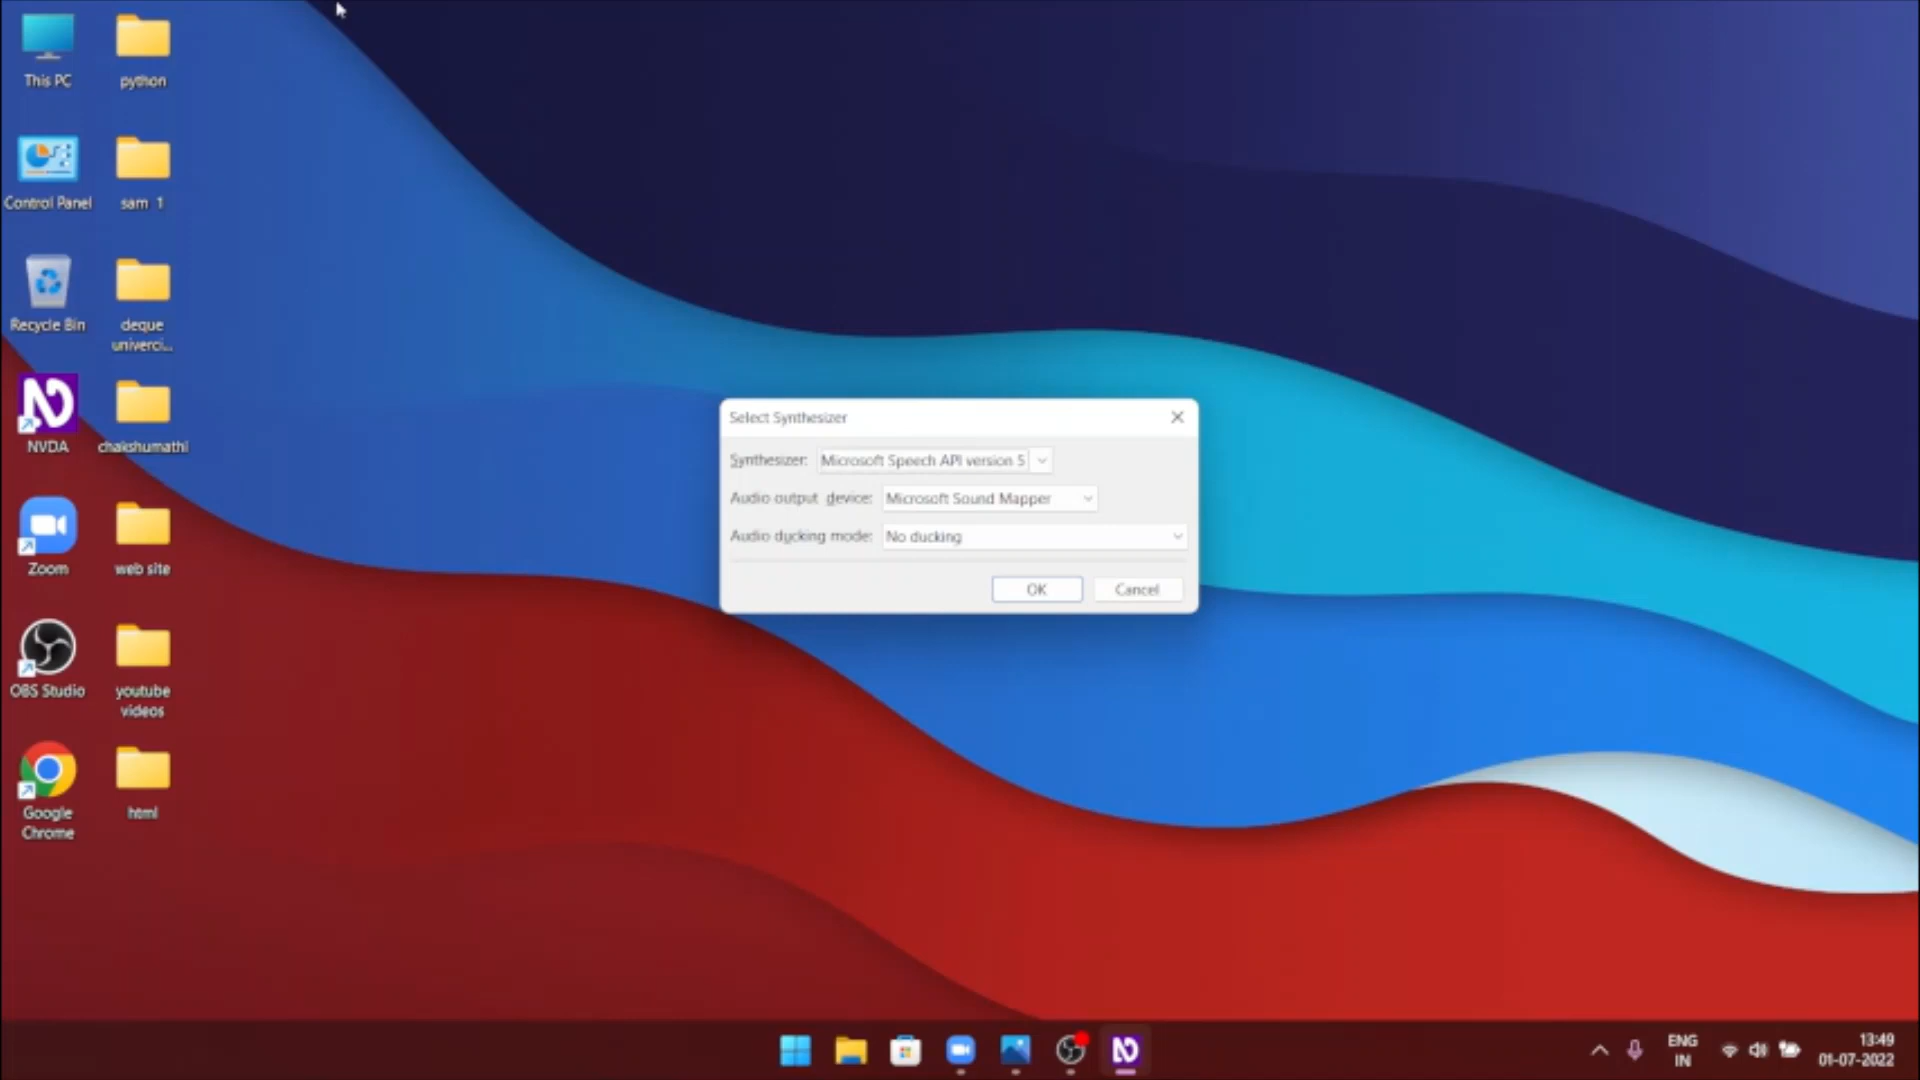 This PC
python
Control Panel
sam 1
Recycle Bin
deque
univerci...
NVDA
chakshumathi
Zoom
web site
OBS Studio
youtube
videos
Google
Chrome
html
Select Synthesizer
Synthesizer: Microsoft Speech API version 5
Audio output device: Microsoft Sound Mapper
Audio ducking mode: No ducking
OK Cancel
ENG
IN
13:49
01-07-2022